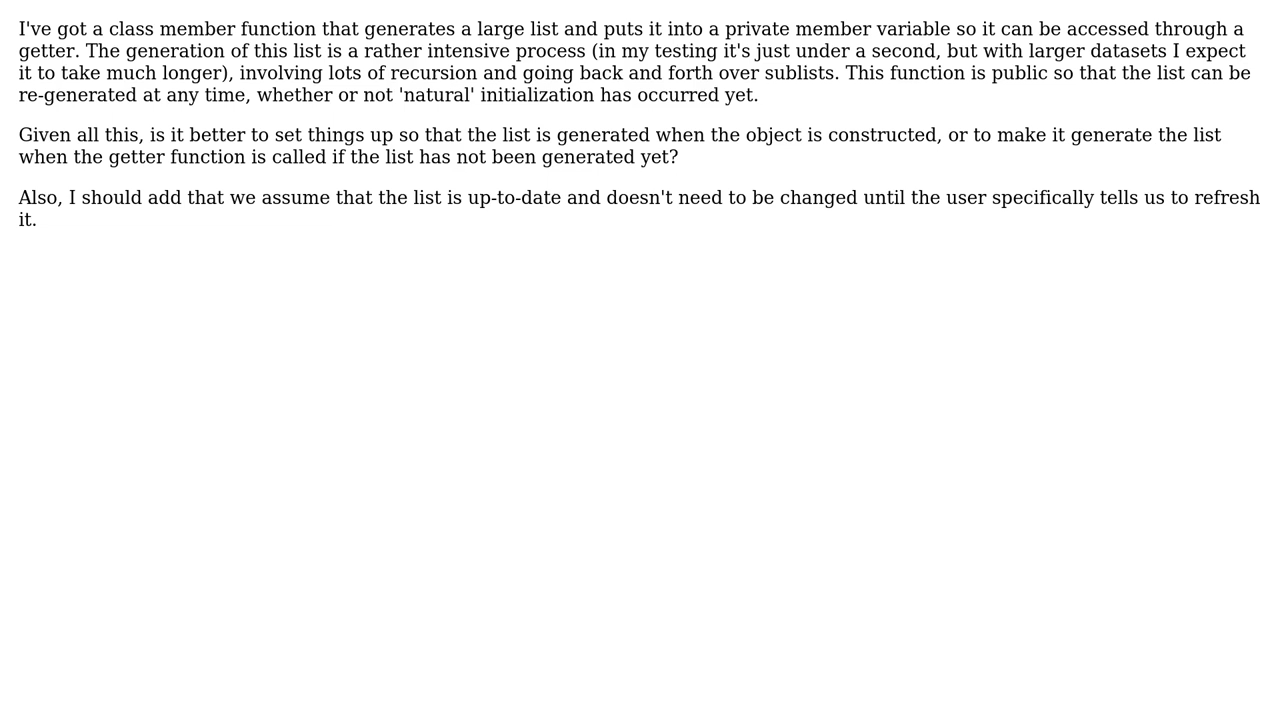 I've got a class member function that generates a large list and puts it into a private member variable so it can be accessed through a
getter. The generation of this list is a rather intensive process (in my testing it's just under a second, but with larger datasets I expect
it to take much longer), involving lots of recursion and going back and forth over sublists. This function is public so that the list can be
re-generated at any time, whether or not 'natural' initialization has occurred yet.
Given all this, is it better to set things up so that the list is generated when the object is constructed, or to make it generate the list
when the getter function is called if the list has not been generated yet?
Also, I should add that we assume that the list is up-to-date and doesn't need to be changed until the user specifically tells us to refresh
it.